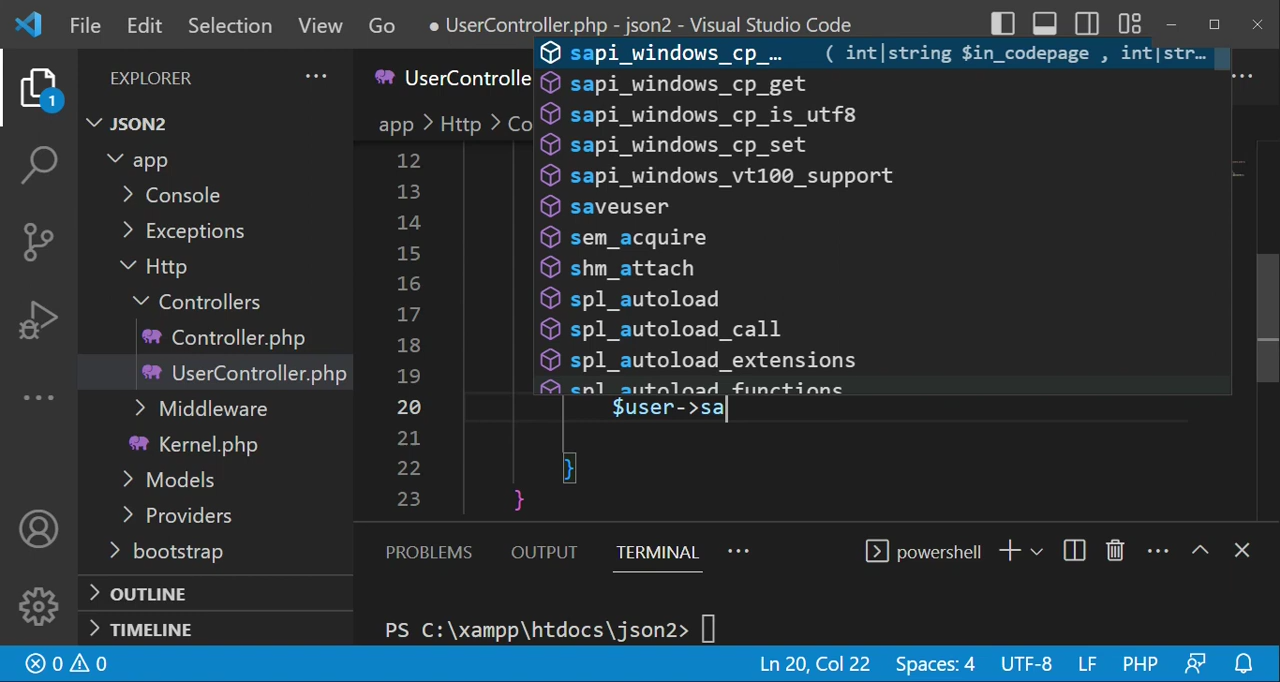 File Edit Selection View Go ● UserController.php - json2 - Visual Studio Code
EXPLORER ···
1
JSON2
app
Console
Exceptions
Http
Controllers
Controller.php
UserController.php
Middleware
Kernel.php
Models
Providers
bootstrap
OUTLINE
TIMELINE
UserControlle
app > Http > Co
sapi_windows_cp_… ( int|string $in_codepage , int|str…
sapi_windows_cp_get
sapi_windows_cp_is_utf8
sapi_windows_cp_set
sapi_windows_vt100_support
saveuser
sem_acquire
shm_attach
spl_autoload
spl_autoload_call
spl_autoload_extensions
spl_autoload_functions
12
13
14
15
16
17
18
19
20 $user->sa
21
22 }
23 }
PROBLEMS OUTPUT TERMINAL ··· powershell
PS C:\xampp\htdocs\json2>
0 0 Ln 20, Col 22 Spaces: 4 UTF-8 LF PHP